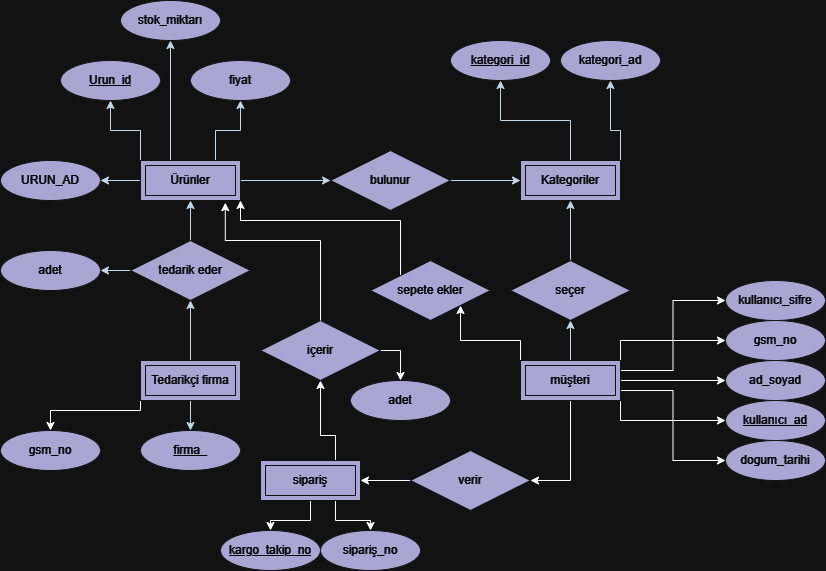 stok_miktarı
Urun_id
fiyat
kategori_id
kategori_ad
URUN_AD
Ürünler
bulunur
Kategoriler
adet
tedarik eder
sepete ekler
seçer
kullanıcı_sifre
gsm_no
içerir
Tedarikçi firma
müşteri
ad_soyad
adet
kullanıcı_ad
gsm_no
firma_
dogum_tarihi
sipariş
verir
kargo_takip_no
sipariş_no